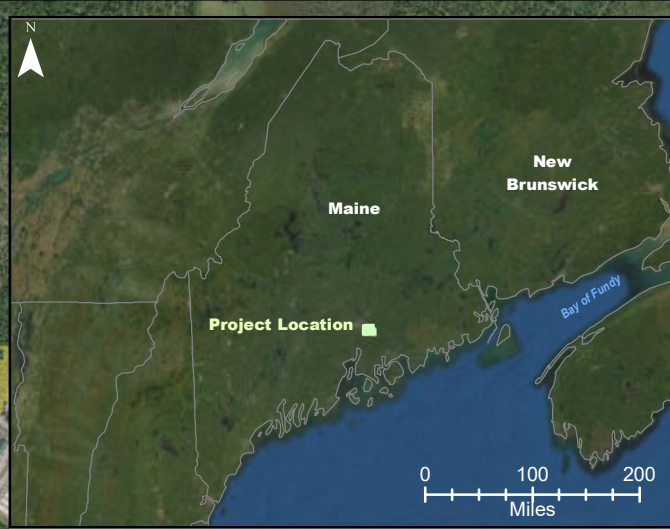 N
New
Brunswick
Maine
Bay of Fundy
Project Location
0 100 200
Miles